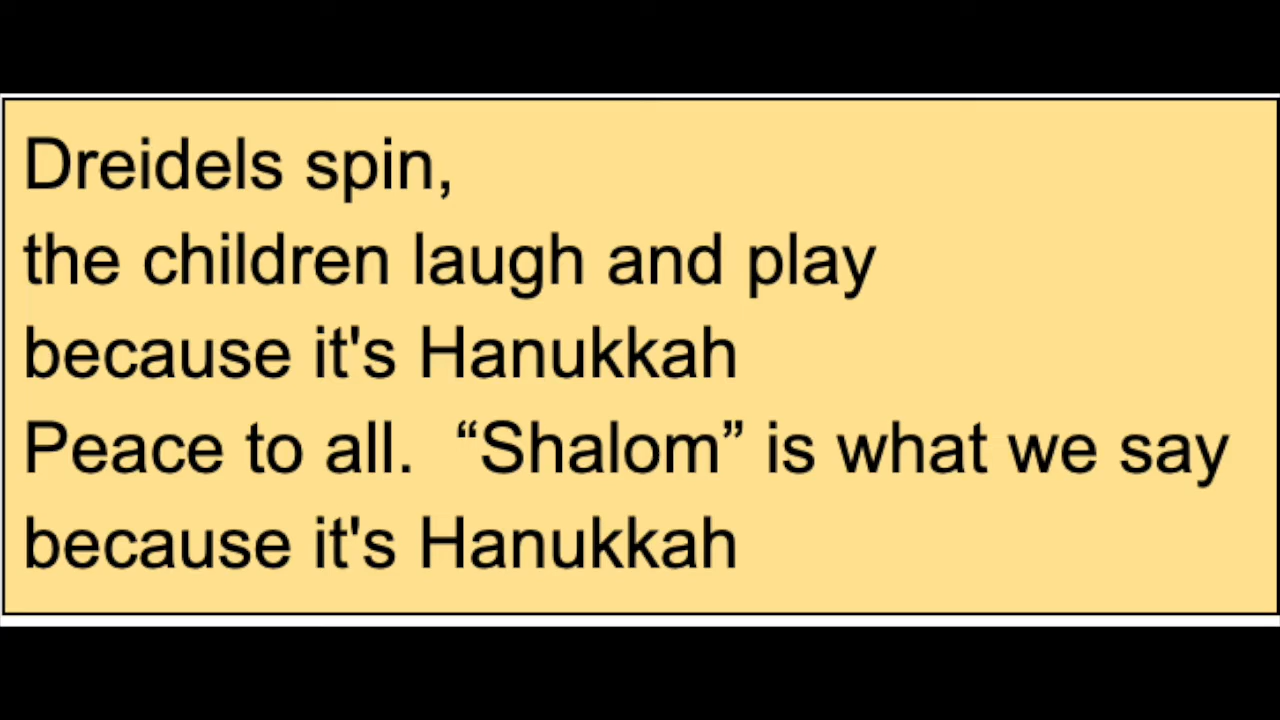 Dreidels spin,
the children laugh and play
because it's Hanukkah
Peace to all.  “Shalom” is what we say
because it's Hanukkah